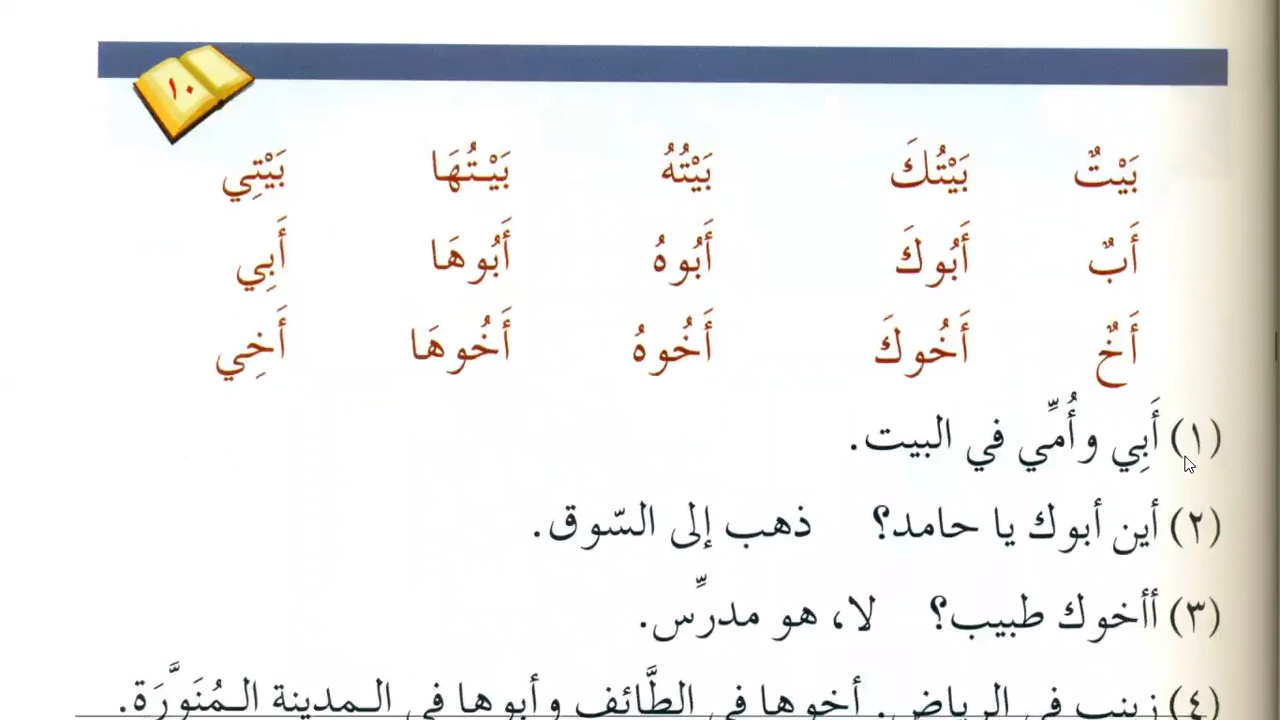 ١٠
بَيْتٌ بَيْتُكَ بَيْتُهُ بَيْتُهَا بَيْتِي
أَبٌ أَبُوكَ أَبُوهُ أَبُوهَا أَبِي
أَخٌ أَخُوكَ أَخُوهُ أَخُوهَا أَخِي
(١) أَبِي وأُمِّي في البيت.
(٢) أين أبوك يا حامد؟ ذهب إلى السّوق.
(٣) أأخوك طبيب؟ لا، هو مدرِّس.
(٤) زينب في الرياض. أخوها في الطَّائف وأبوها في المدينة المُنَوَّرَة.